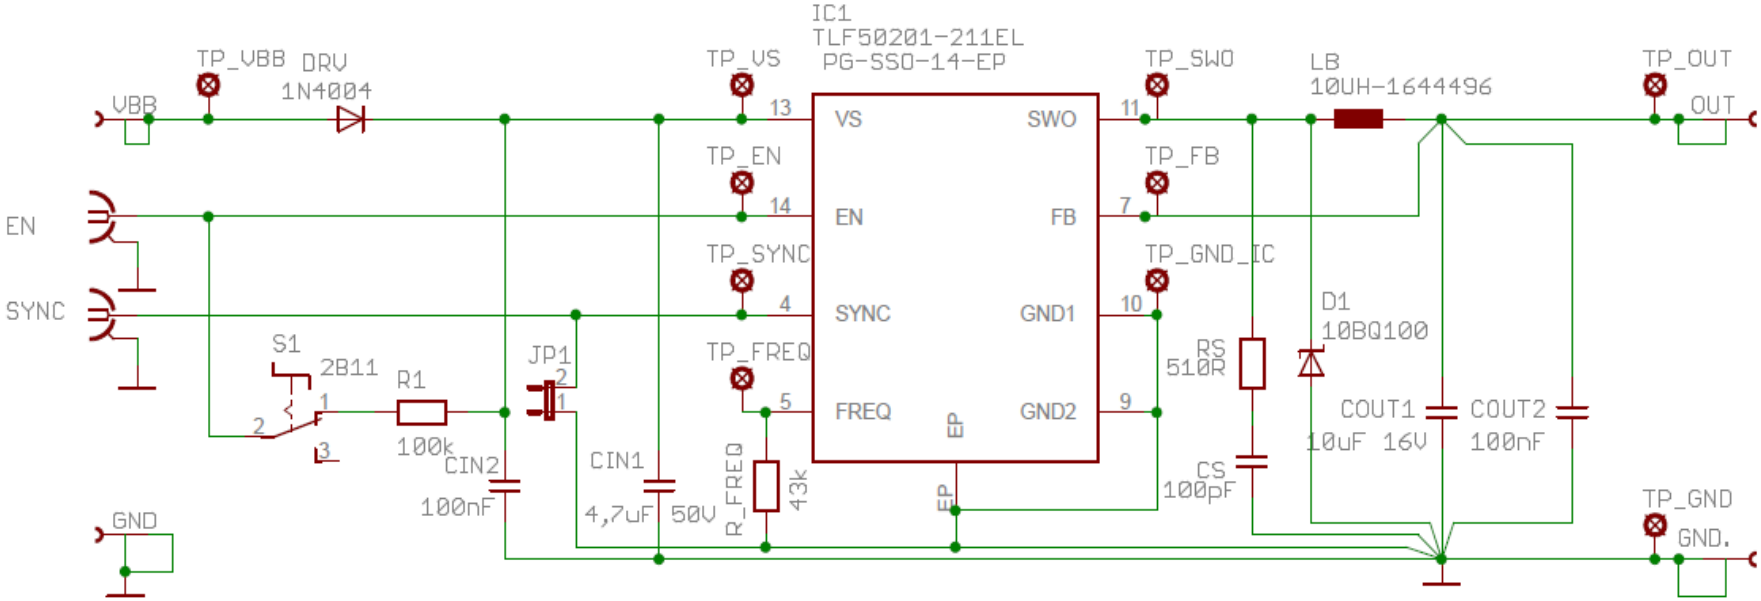 IC1
TLF50201-211EL
PG-SSO-14-EP
TP_VBB
DRV
1N4004
TP_VS
TP_SWO
LB
10UH-1644496
TP_OUT
VBB
13
VS
SWO
11
OUT
TP_EN
TP_FB
EN
14
EN
FB
7
TP_SYNC
TP_GND_IC
SYNC
4
SYNC
GND1
10
D1
10BQ100
S1
2B11
R1
JP1
2
1
TP_FREQ
RS
510R
1
2
3
100k
5
FREQ
GND2
9
EP
EP
COUT1
10uF 16V
COUT2
100nF
CIN2
100nF
CIN1
4,7uF 50V
R_FREQ
43k
CS
100pF
GND
TP_GND
GND.